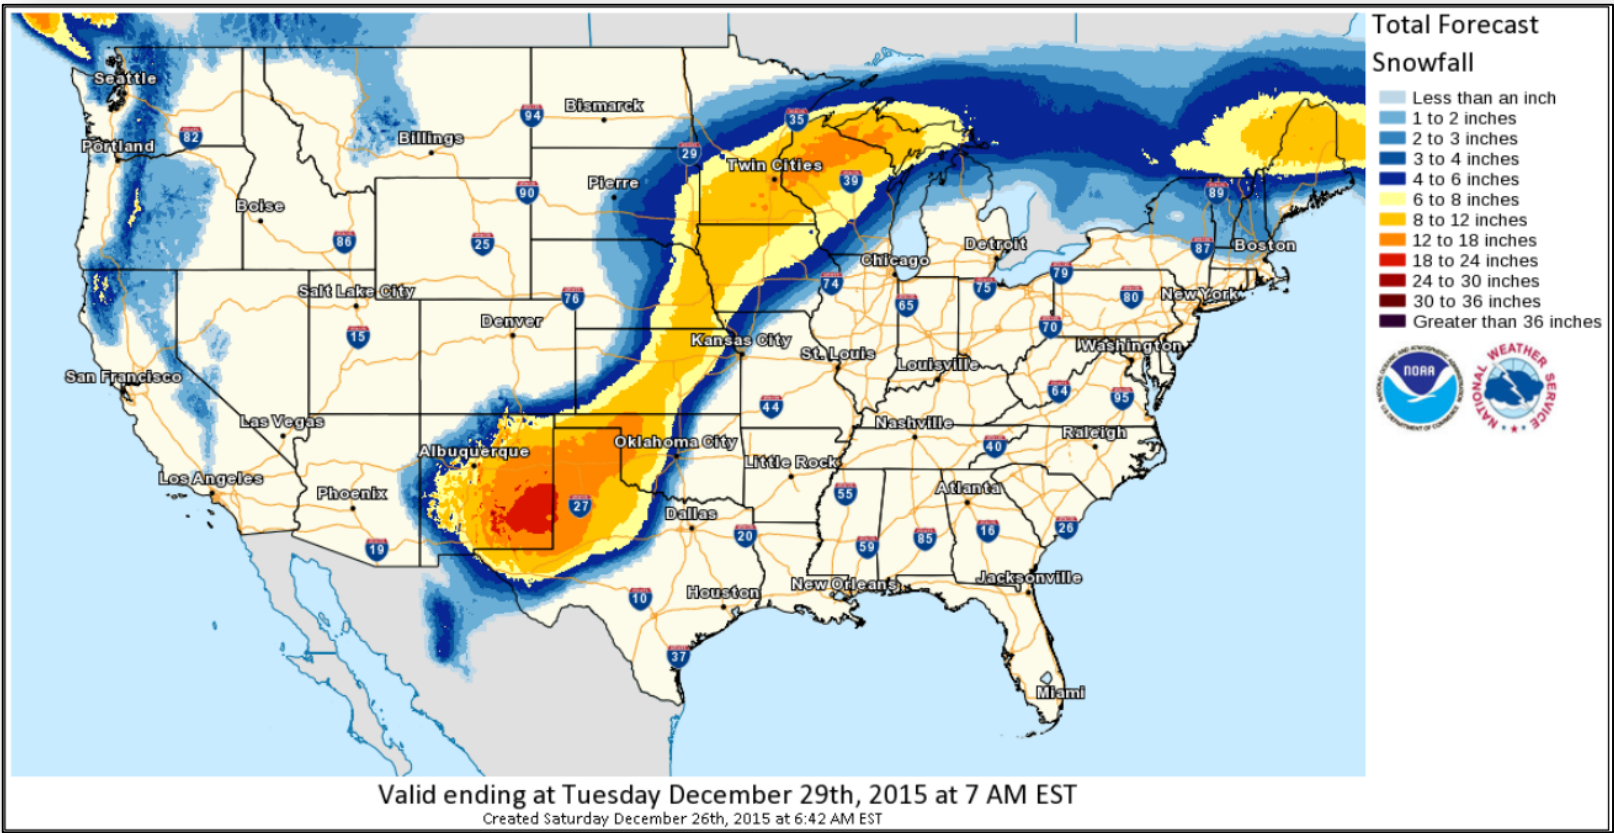 Total Forecast
Snowfall
Less than an inch
1 to 2 inches
2 to 3 inches
3 to 4 inches
4 to 6 inches
6 to 8 inches
8 to 12 inches
12 to 18 inches
18 to 24 inches
24 to 30 inches
30 to 36 inches
Greater than 36 inches
NOAA
NATIONAL WEATHER SERVICE
Seattle
82
Portland
Billings
94
Bismarck
35
29
Twin Cities
39
Pierre
90
Boise
86
25
89
87
Boston
Detroit
Chicago
79
75
74
80
New York
65
Salt Lake City
76
Denver
15
70
Kansas City
St. Louis
Washington
Louisville
San Francisco
64
95
44
Las Vegas
Nashville
Raleigh
40
Albuquerque
Oklahoma City
Little Rock
Los Angeles
Phoenix
27
55
Atlanta
Dallas
20
16
26
19
59
85
New Orleans
Jacksonville
10
Houston
37
Miami
Valid ending at Tuesday December 29th, 2015 at 7 AM EST
Created Saturday December 26th, 2015 at 6:42 AM EST